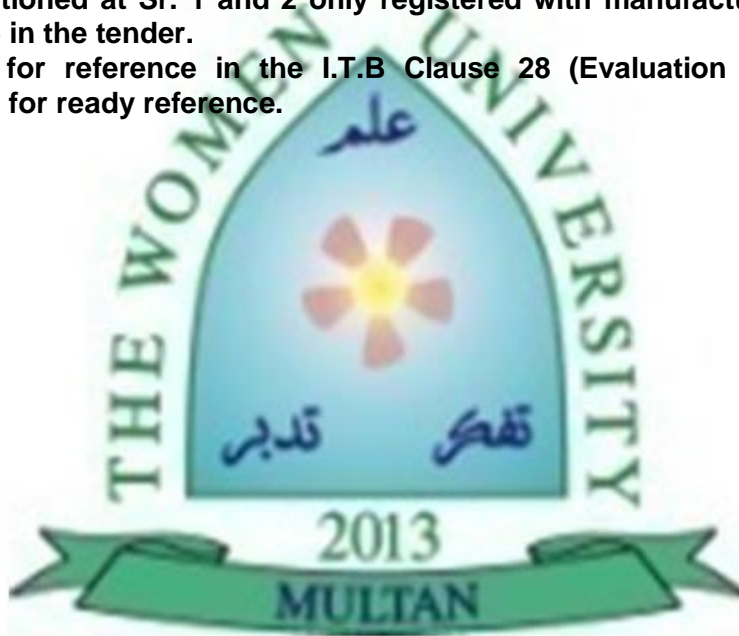 tioned at Sr. 1 and 2 only registered with manufactu
in the tender.
for reference in the I.T.B Clause 28 (Evaluation
for ready reference.
THE WOMEN UNIVERSITY
علم
تدبر تفکر
2013
MULTAN